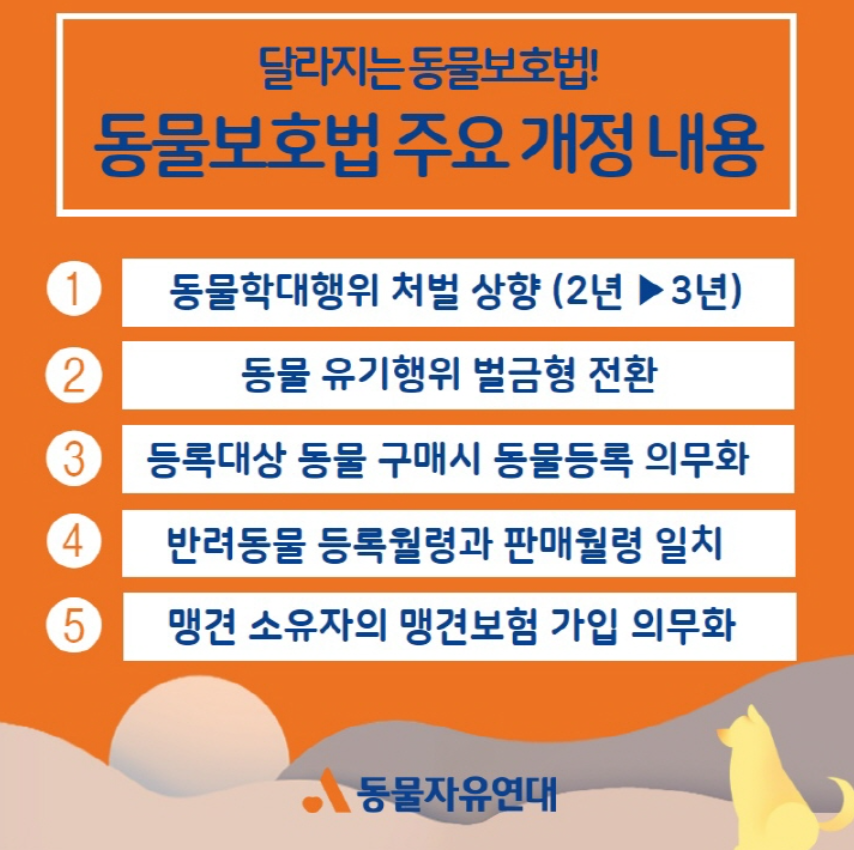 달라지는 동물보호법!
동물보호법 주요 개정 내용
1 동물학대행위 처벌 상향 (2년 ▶3년)
2 동물 유기행위 벌금형 전환
3 등록대상 동물 구매시 동물등록 의무화
4 반려동물 등록월령과 판매월령 일치
5 맹견 소유자의 맹견보험 가입 의무화
동물자유연대